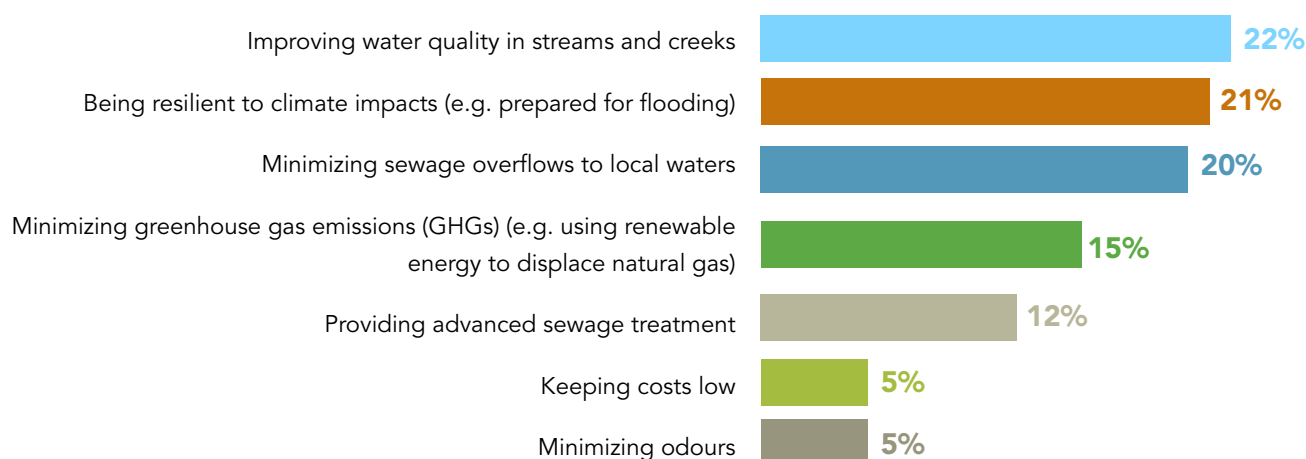 Improving water quality in streams and creeks 22%
Being resilient to climate impacts (e.g. prepared for flooding) 21%
Minimizing sewage overflows to local waters 20%
Minimizing greenhouse gas emissions (GHGs) (e.g. using renewable
energy to displace natural gas) 15%
Providing advanced sewage treatment 12%
Keeping costs low 5%
Minimizing odours 5%